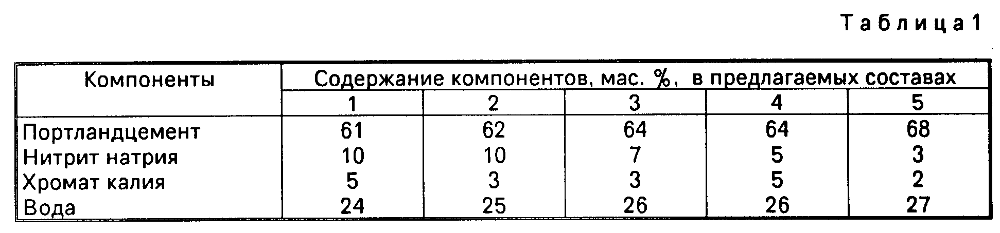 Таблица 1
Компоненты Содержание компонентов, мас. %, в предлагаемых составах
1 2 3 4 5
Портландцемент 61 62 64 64 68
Нитрит натрия 10 10 7 5 3
Хромат калия 5 3 3 5 2
Вода 24 25 26 26 27